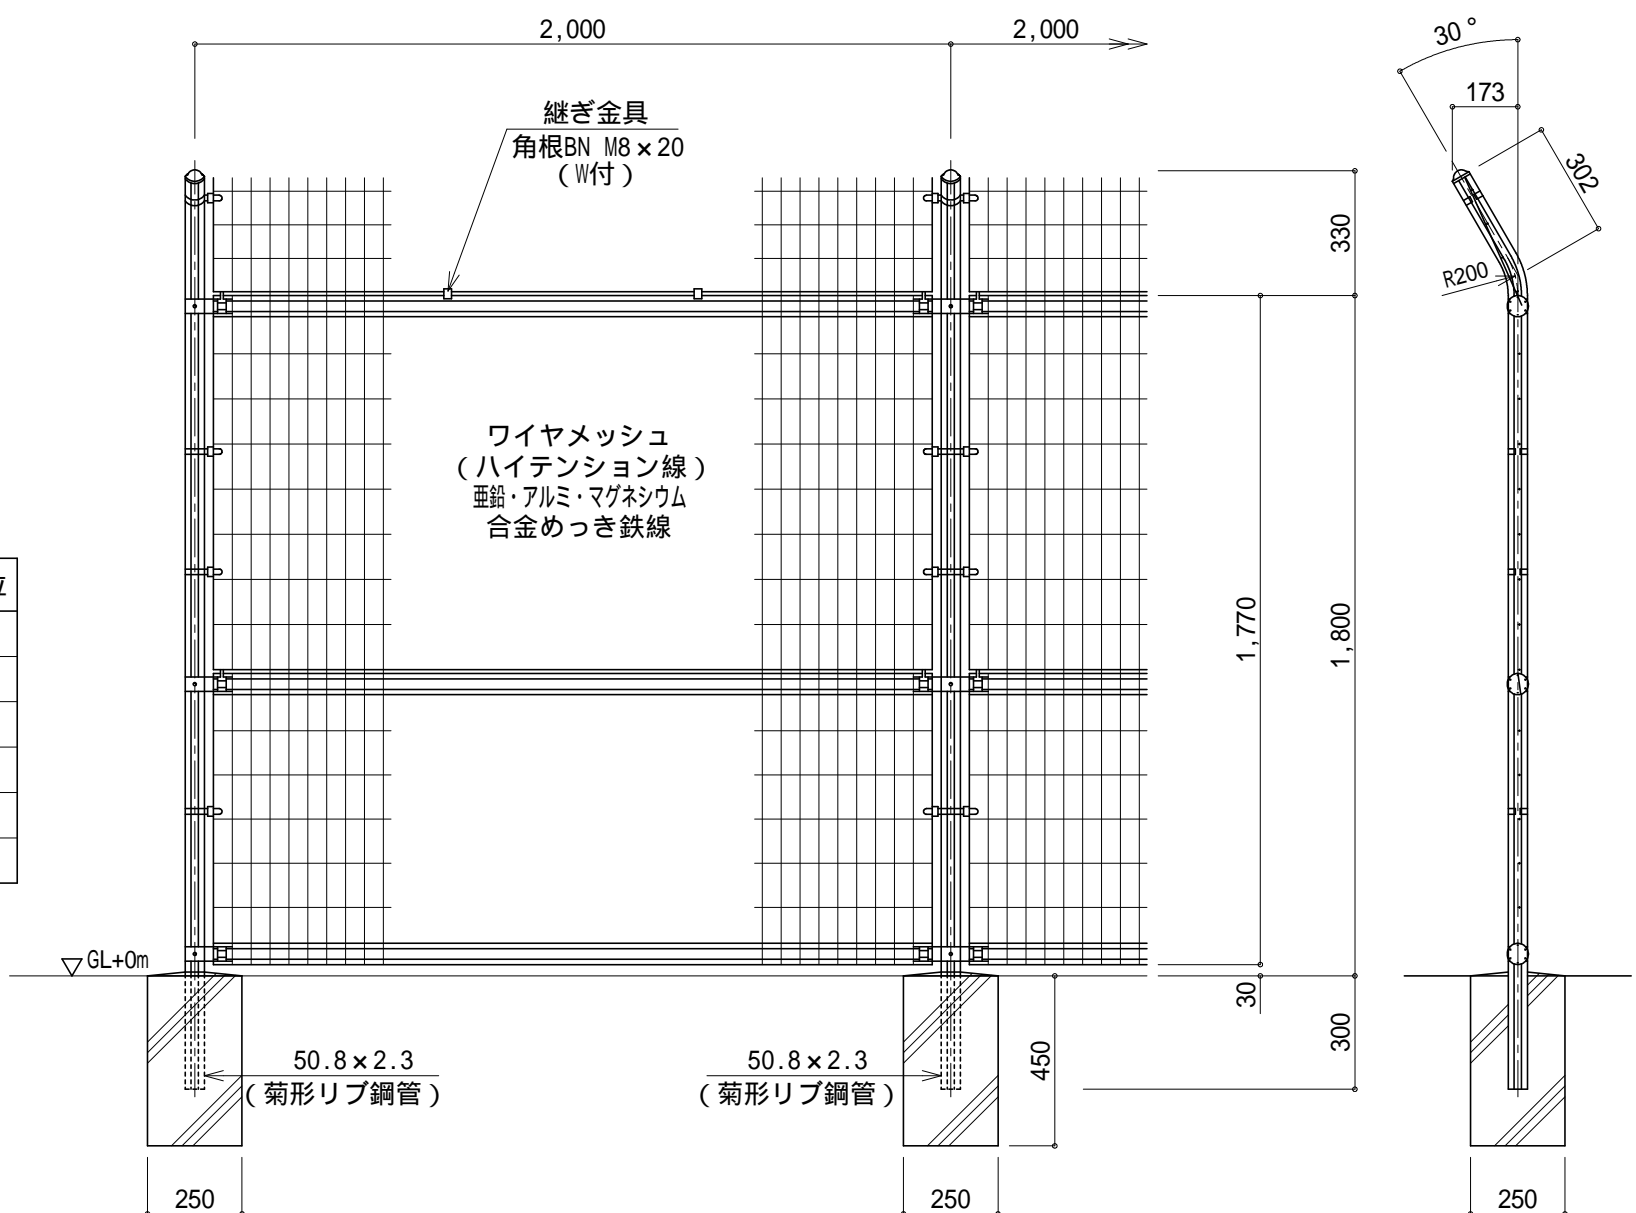 2,000
2,000
30°
173
302
継ぎ金具
角根BN M8×20
(W付)
330
R200
ワイヤメッシュ
(ハイテンション線)
亜鉛・アルミ・マグネシウム
合金めっき鉄線
1,770
1,800
GL+0m
30
300
450
50.8×2.3
(菊形リブ鋼管)
50.8×2.3
(菊形リブ鋼管)
250
250
250